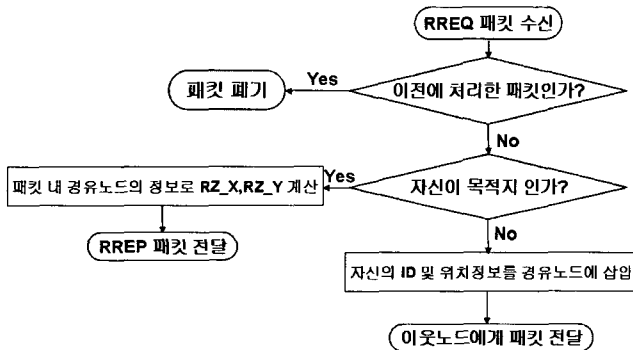 RREQ 패킷 수신
Yes
패킷 폐기
이전에 처리한 패킷인가?
No
Yes
패킷 내 경유노드의 정보로 RZ_X,RZ_Y 계산
자신이 목적지 인가?
RREP 패킷 전달
No
자신의 ID 및 위치정보를 경유노드에 삽입
이웃노드에게 패킷 전달